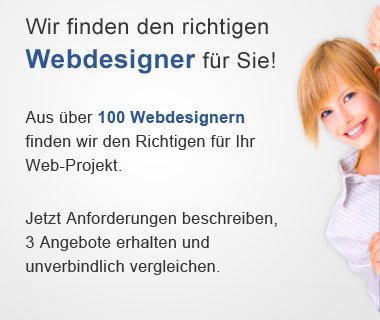 Wir finden den richtigen
Webdesigner für Sie!
Aus über 100 Webdesignern
finden wir den Richtigen für Ihr
Web-Projekt.
Jetzt Anforderungen beschreiben,
3 Angebote erhalten und
unverbindlich vergleichen.